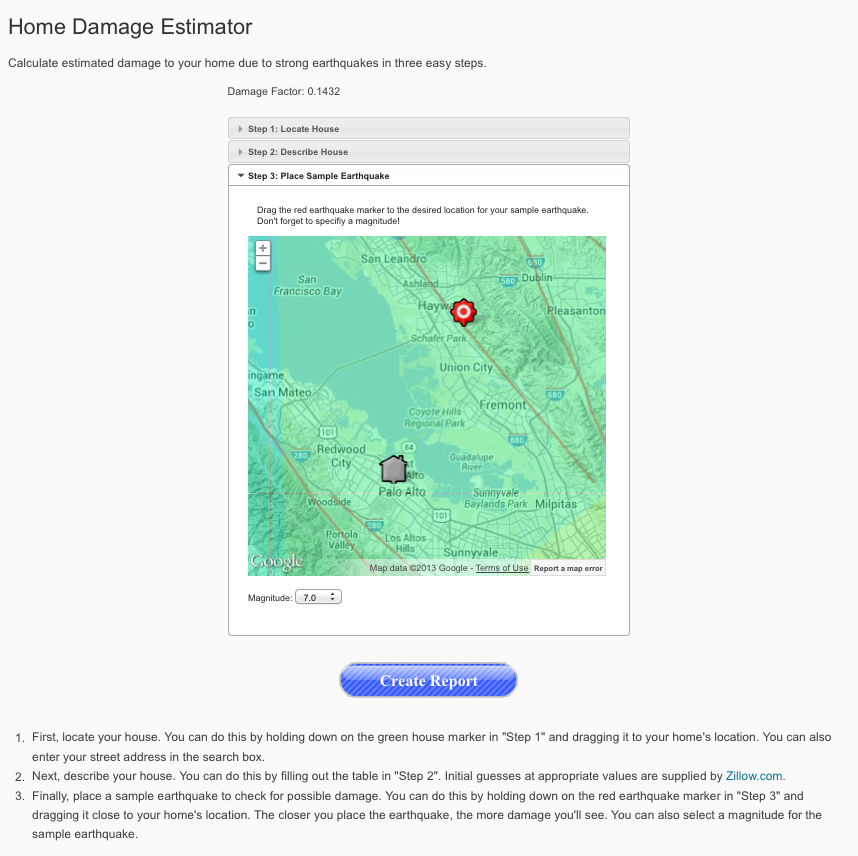 Home Damage Estimator
Calculate estimated damage to your home due to strong earthquakes in three easy steps.
Damage Factor: 0.1432
Step 1: Locate House
Step 2: Describe House
Step 3: Place Sample Earthquake
Drag the red earthquake marker to the desired location for your sample earthquake.
Don't forget to specifiy a magnitude!
+
−
San Leandro
680
San
Francisco Bay
Ashland
580
Dublin
Hayw
Pleasanton
Schafer Park
Union City
ingame
San Mateo
680
Fremont
Coyote Hills
Regional Park
101
880
84
Redwood
City
280
Guadalupe
River
Alto
Palo Alto
Sunnyvale
Baylands Park
Milpitas
Woodside
101
280
Portola
Valley
Los Altos
Hills
Sunnyvale
Google
Map data ©2013 Google - Terms of Use Report a map error
Magnitude: 7.0
Create Report
1. First, locate your house. You can do this by holding down on the green house marker in "Step 1" and dragging it to your home's location. You can also
enter your street address in the search box.
2. Next, describe your house. You can do this by filling out the table in "Step 2". Initial guesses at appropriate values are supplied by Zillow.com.
3. Finally, place a sample earthquake to check for possible damage. You can do this by holding down on the red earthquake marker in "Step 3" and
dragging it close to your home's location. The closer you place the earthquake, the more damage you'll see. You can also select a magnitude for the
sample earthquake.